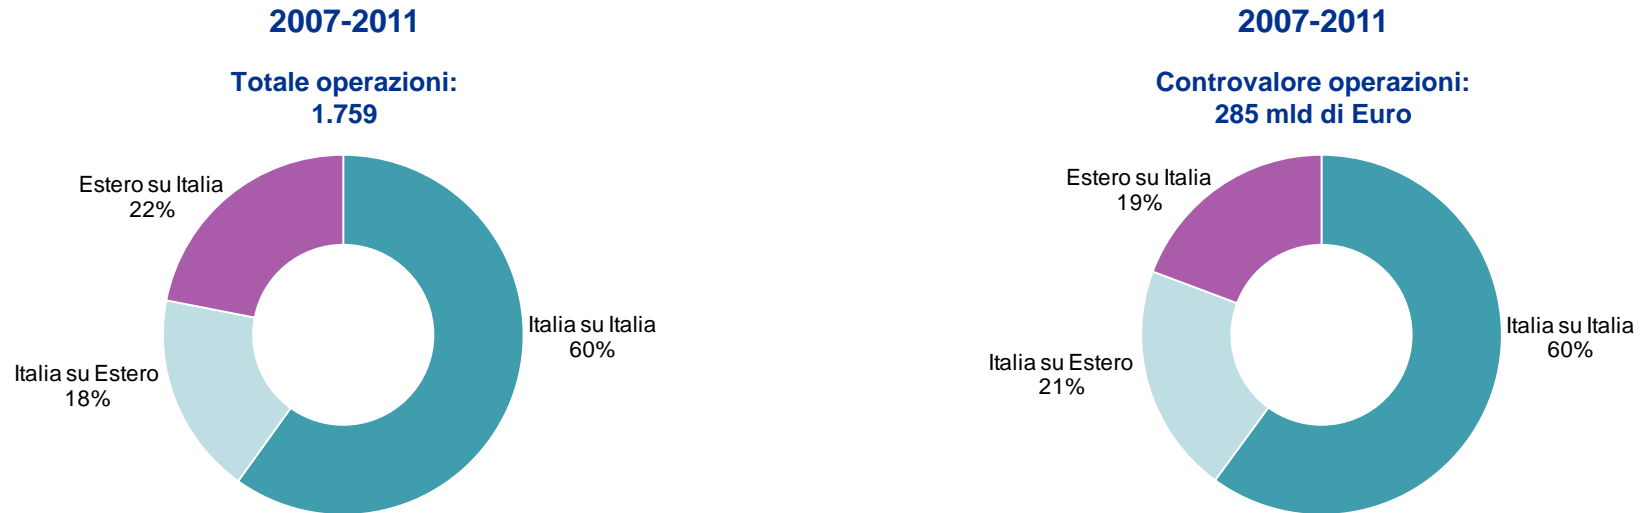 2007-2011
Totale operazioni:
1.759
Estero su Italia
22%
Italia su Italia
60%
Italia su Estero
18%
2007-2011
Controvalore operazioni:
285 mld di Euro
Estero su Italia
19%
Italia su Italia
60%
Italia su Estero
21%